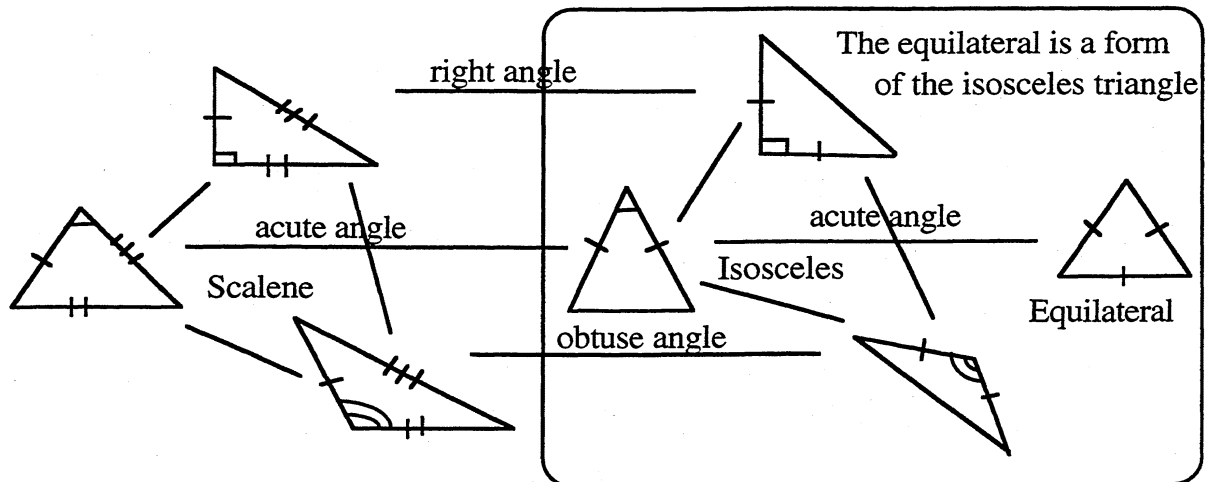 The equilateral is a form
of the isosceles triangle
right angle
acute angle
acute angle
Scalene
Isosceles
Equilateral
obtuse angle